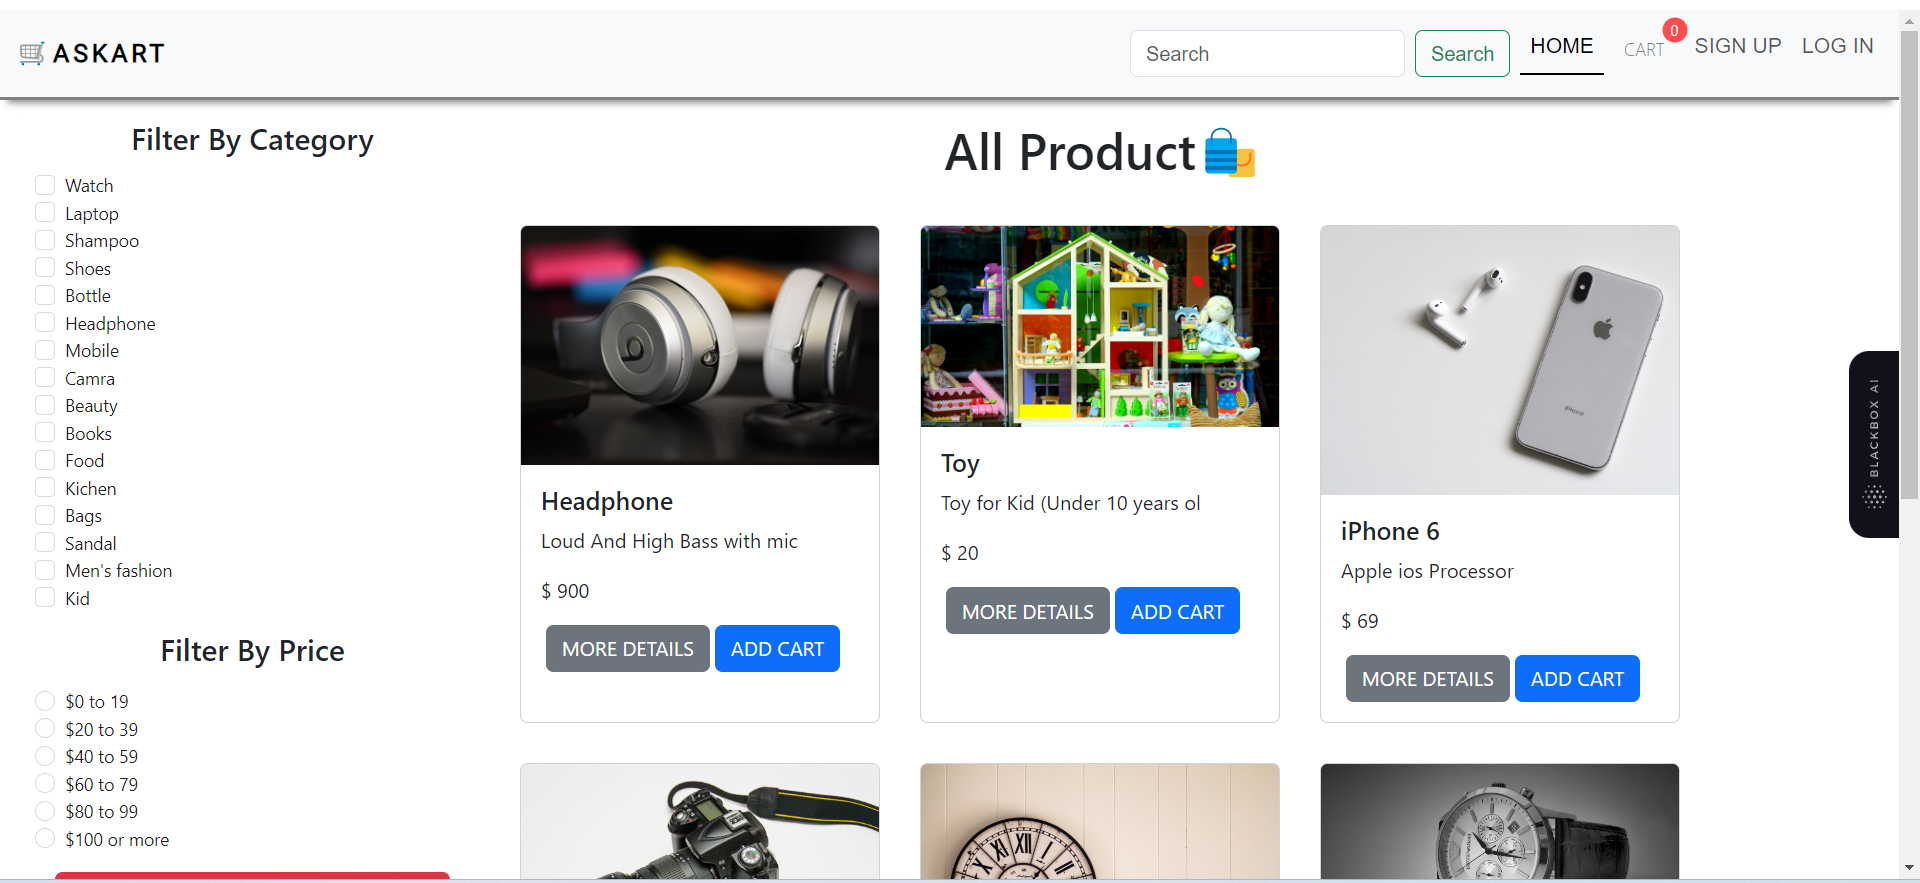 ASKART
Search
Search
HOME
CART
0
SIGN UP
LOG IN
Filter By Category
Watch
Laptop
Shampoo
Shoes
Bottle
Headphone
Mobile
Camra
Beauty
Books
Food
Kichen
Bags
Sandal
Men's fashion
Kid
Filter By Price
$0 to 19
$20 to 39
$40 to 59
$60 to 79
$80 to 99
$100 or more
All Product
Headphone
Loud And High Bass with mic
$ 900
MORE DETAILS
ADD CART
Toy
Toy for Kid (Under 10 years ol
$ 20
MORE DETAILS
ADD CART
iPhone 6
Apple ios Processor
$ 69
MORE DETAILS
ADD CART
iPhone
XI XII I
BLACKBOX AI